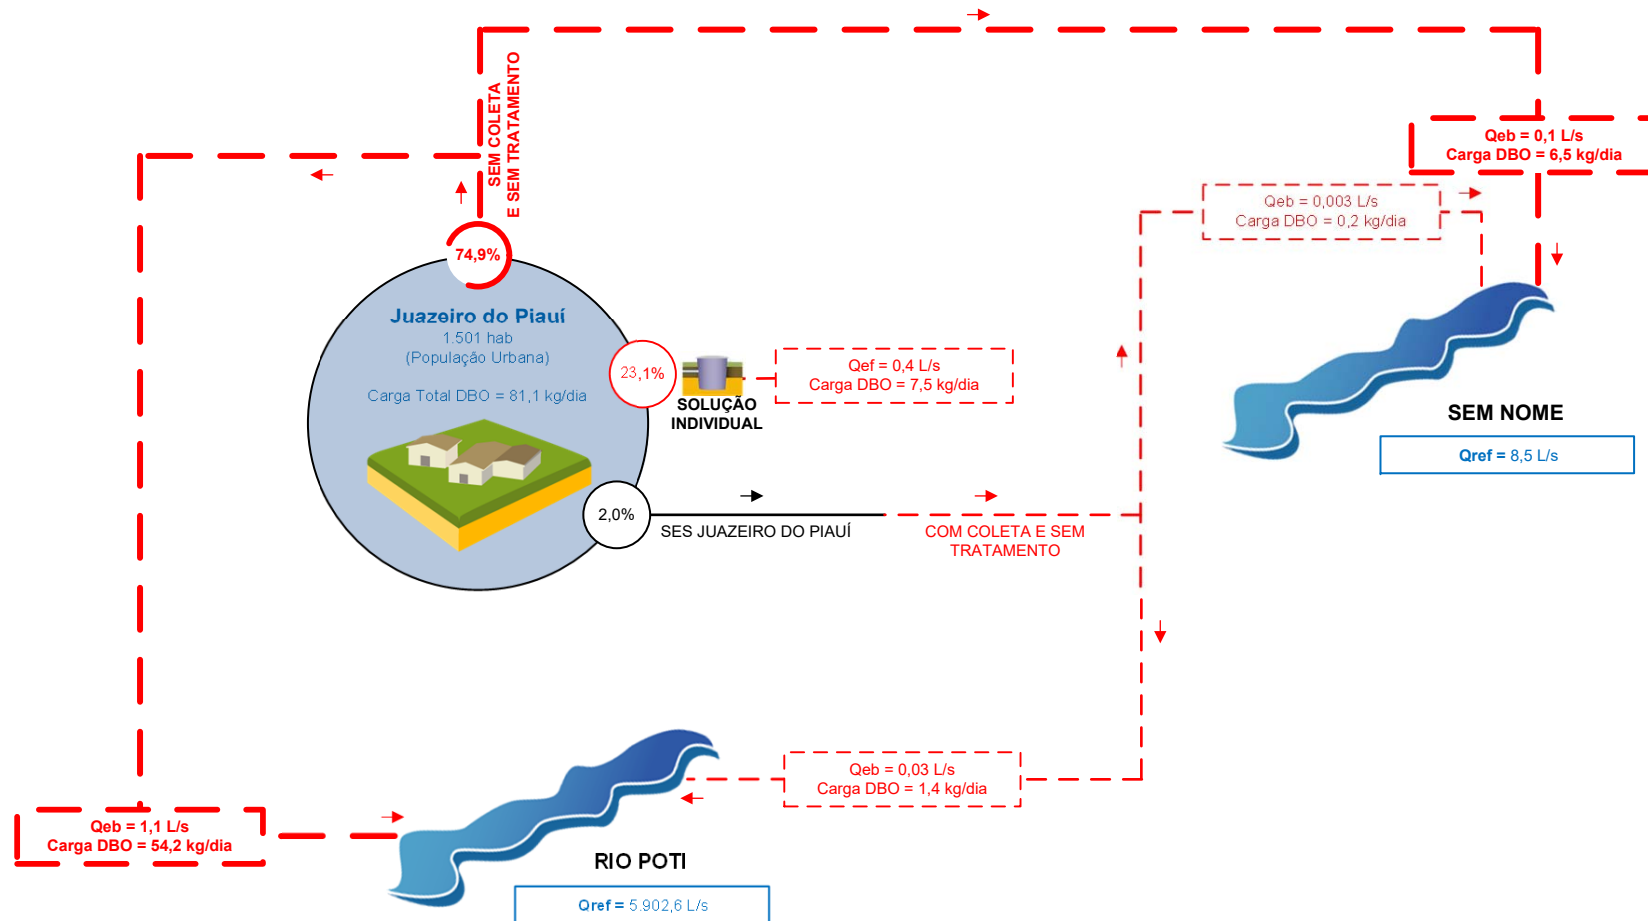 SEM COLETA
E SEM TRATAMENTO
Qeb = 0,1 L/s
Carga DBO = 6,5 kg/dia
Qeb = 0,003 L/s
Carga DBO = 0,2 kg/dia
74,9%
Juazeiro do Piauí
1.501 hab
(População Urbana)
Carga Total DBO = 81,1 kg/dia
23,1%
SOLUÇÃO
INDIVIDUAL
Qef = 0,4 L/s
Carga DBO = 7,5 kg/dia
SEM NOME
Qref = 8,5 L/s
2,0%
SES JUAZEIRO DO PIAUÍ
COM COLETA E SEM
TRATAMENTO
Qeb = 0,03 L/s
Carga DBO = 1,4 kg/dia
Qeb = 1,1 L/s
Carga DBO = 54,2 kg/dia
RIO POTI
Qref = 5.902,6 L/s